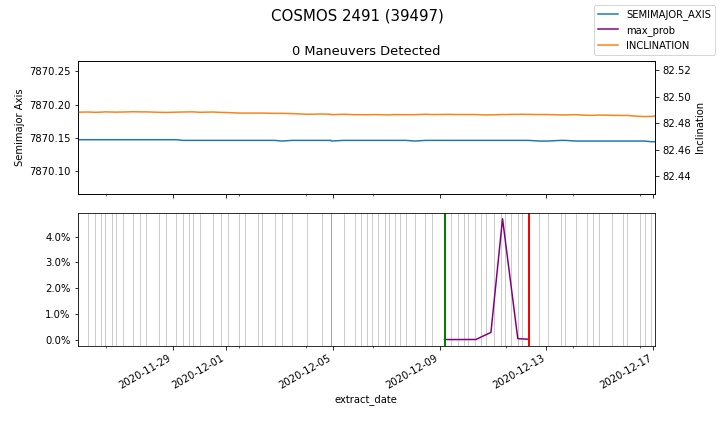 COSMOS 2491 (39497)
SEMIMAJOR_AXIS
max_prob
INCLINATION
0 Maneuvers Detected
Semimajor Axis
7870.25
7870.20
7870.15
7870.10
82.52
82.50
82.48
82.46
82.44
Inclination
4.0%
3.0%
2.0%
1.0%
0.0%
2020-11-29
2020-12-01
2020-12-05
2020-12-09
2020-12-13
2020-12-17
extract_date